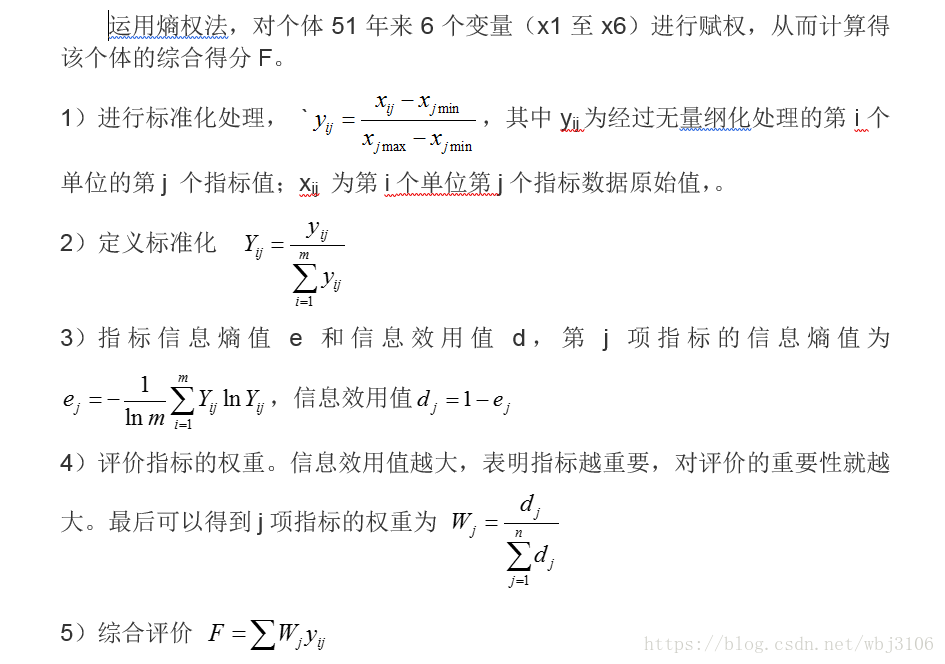 运用熵权法，对个体 51 年来 6 个变量（x1 至 x6）进行赋权，从而计算得
该个体的综合得分 F。
1）进行标准化处理， ` y_{ij} = \frac{x_{ij} - x_{j\min}}{x_{j\max} - x_{j\min}} ，其中 y_{ij} 为经过无量纲化处理的第 i 个
单位的第 j 个指标值；x_{ij} 为第 i 个单位第 j 个指标数据原始值，。
2）定义标准化 Y_{ij} = \frac{y_{ij}}{\sum_{i=1}^{m} y_{ij}}
3）指标信息熵值 e 和信息效用值 d，第 j 项指标的信息熵值为
e_j = -\frac{1}{\ln m} \sum_{i=1}^{m} Y_{ij} \ln Y_{ij} ，信息效用值 d_j = 1 - e_j
4）评价指标的权重。信息效用值越大，表明指标越重要，对评价的重要性就越
大。最后可以得到 j 项指标的权重为 W_j = \frac{d_j}{\sum_{j=1}^{n} d_j}
5）综合评价 F = \sum W_j y_{ij}
https://blog.csdn.net/wbj3106